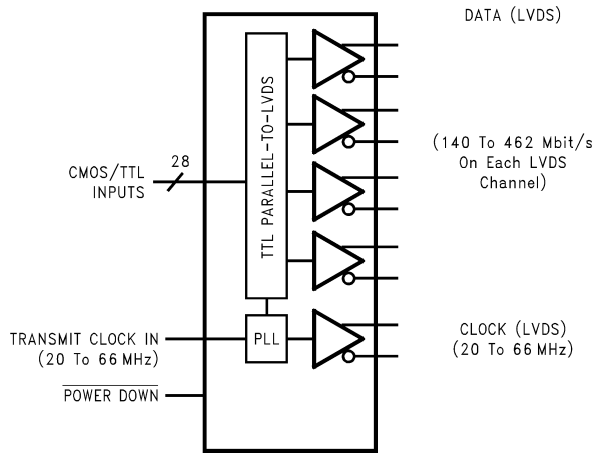 DATA (LVDS)
TTL PARALLEL-TO-LVDS
28
CMOS/TTL
INPUTS
(140 To 462 Mbit/s
On Each LVDS
Channel)
TRANSMIT CLOCK IN
(20 To 66 MHz)
PLL
CLOCK (LVDS)
(20 To 66 MHz)
POWER DOWN